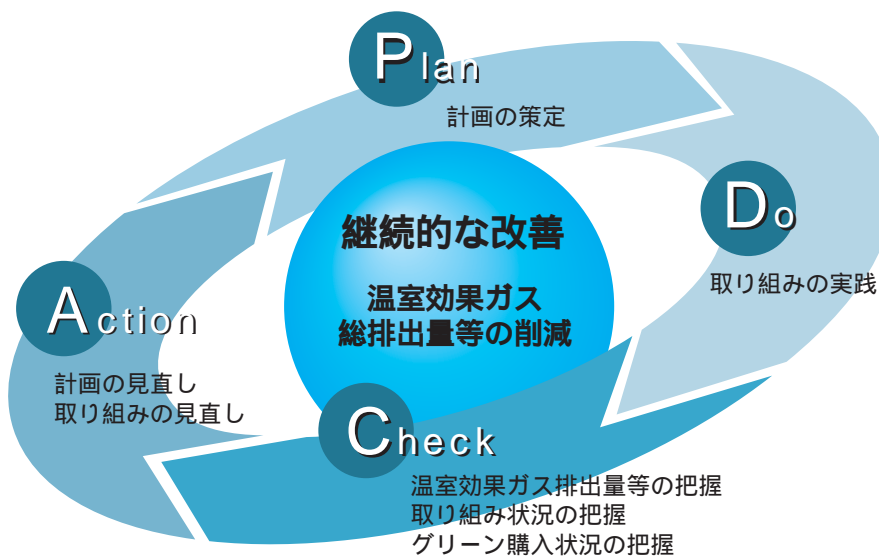 Plan
計画の策定
Do
取り組みの実践
Check
温室効果ガス排出量等の把握
取り組み状況の把握
グリーン購入状況の把握
Action
計画の見直し
取り組みの見直し
継続的な改善
温室効果ガス
総排出量等の削減